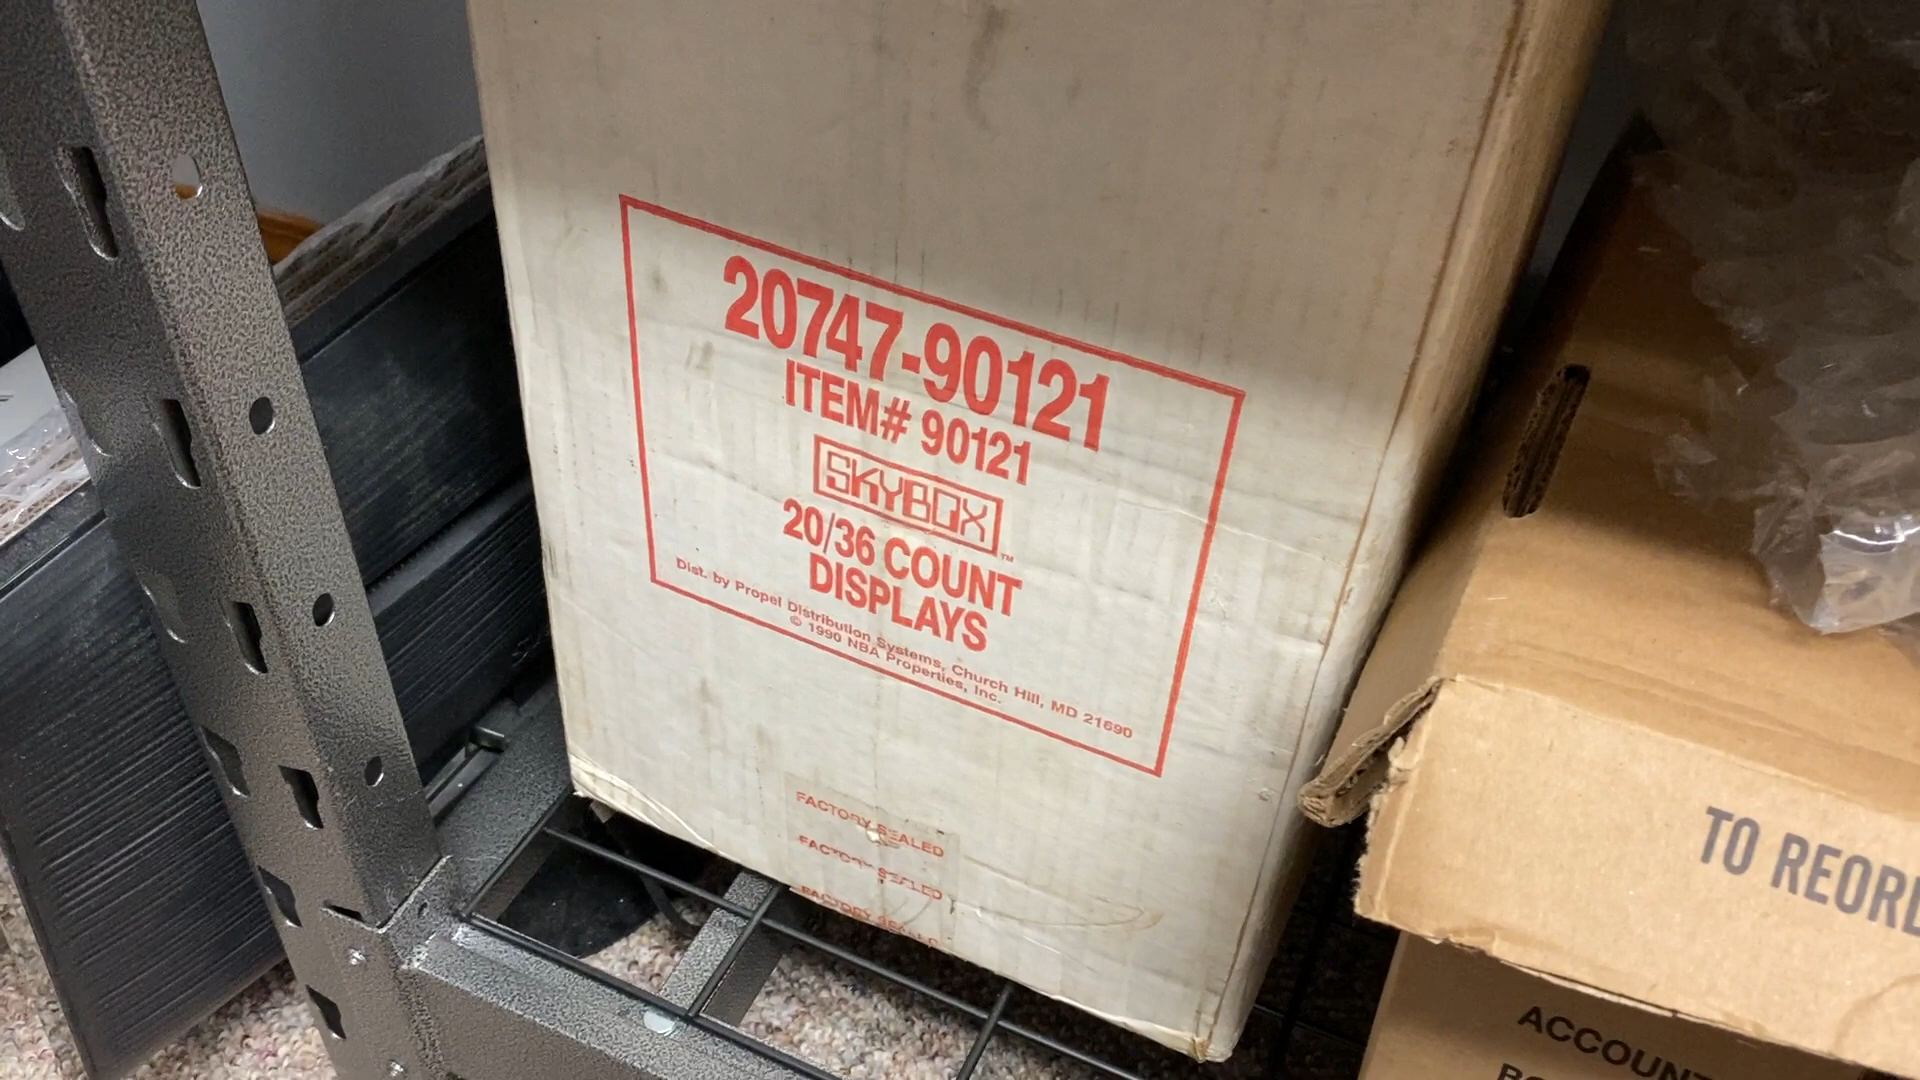 20747-90121
ITEM# 90121
SKYBOX™
20/36 COUNT
DISPLAYS
Dist. by Propel Distribution Systems, Church Hill, MD 21690
© 1990 NBA Properties, Inc.
FACTORY SEALED
FACTORY SEALED
FACTORY SEALED
TO REORD
ACCOUNT